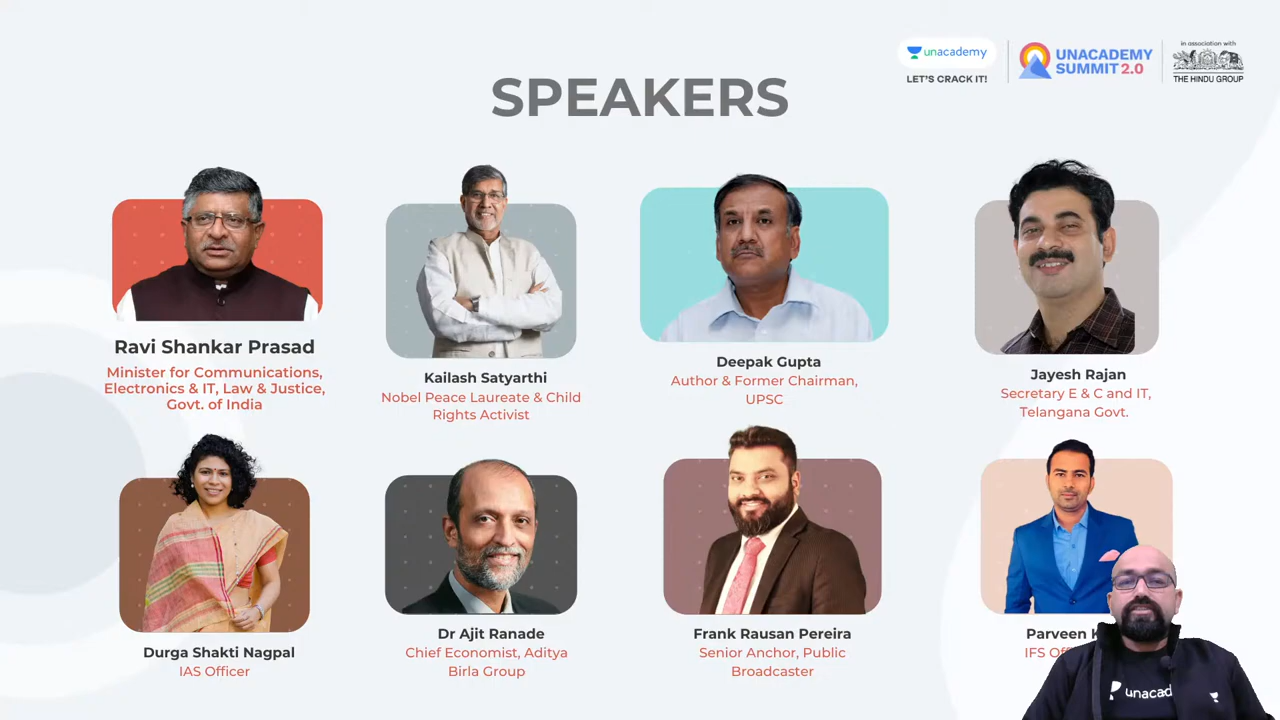 unacademy
LET'S CRACK IT!
UNACADEMY
SUMMIT 2.0
in association with
THE HINDU GROUP
SPEAKERS
Ravi Shankar Prasad
Minister for Communications,
Electronics & IT, Law & Justice,
Govt. of India
Kailash Satyarthi
Nobel Peace Laureate & Child
Rights Activist
Deepak Gupta
Author & Former Chairman,
UPSC
Jayesh Rajan
Secretary E & C and IT,
Telangana Govt.
Durga Shakti Nagpal
IAS Officer
Dr Ajit Ranade
Chief Economist, Aditya
Birla Group
Frank Rausan Pereira
Senior Anchor, Public
Broadcaster
Parveen
IFS
unacad